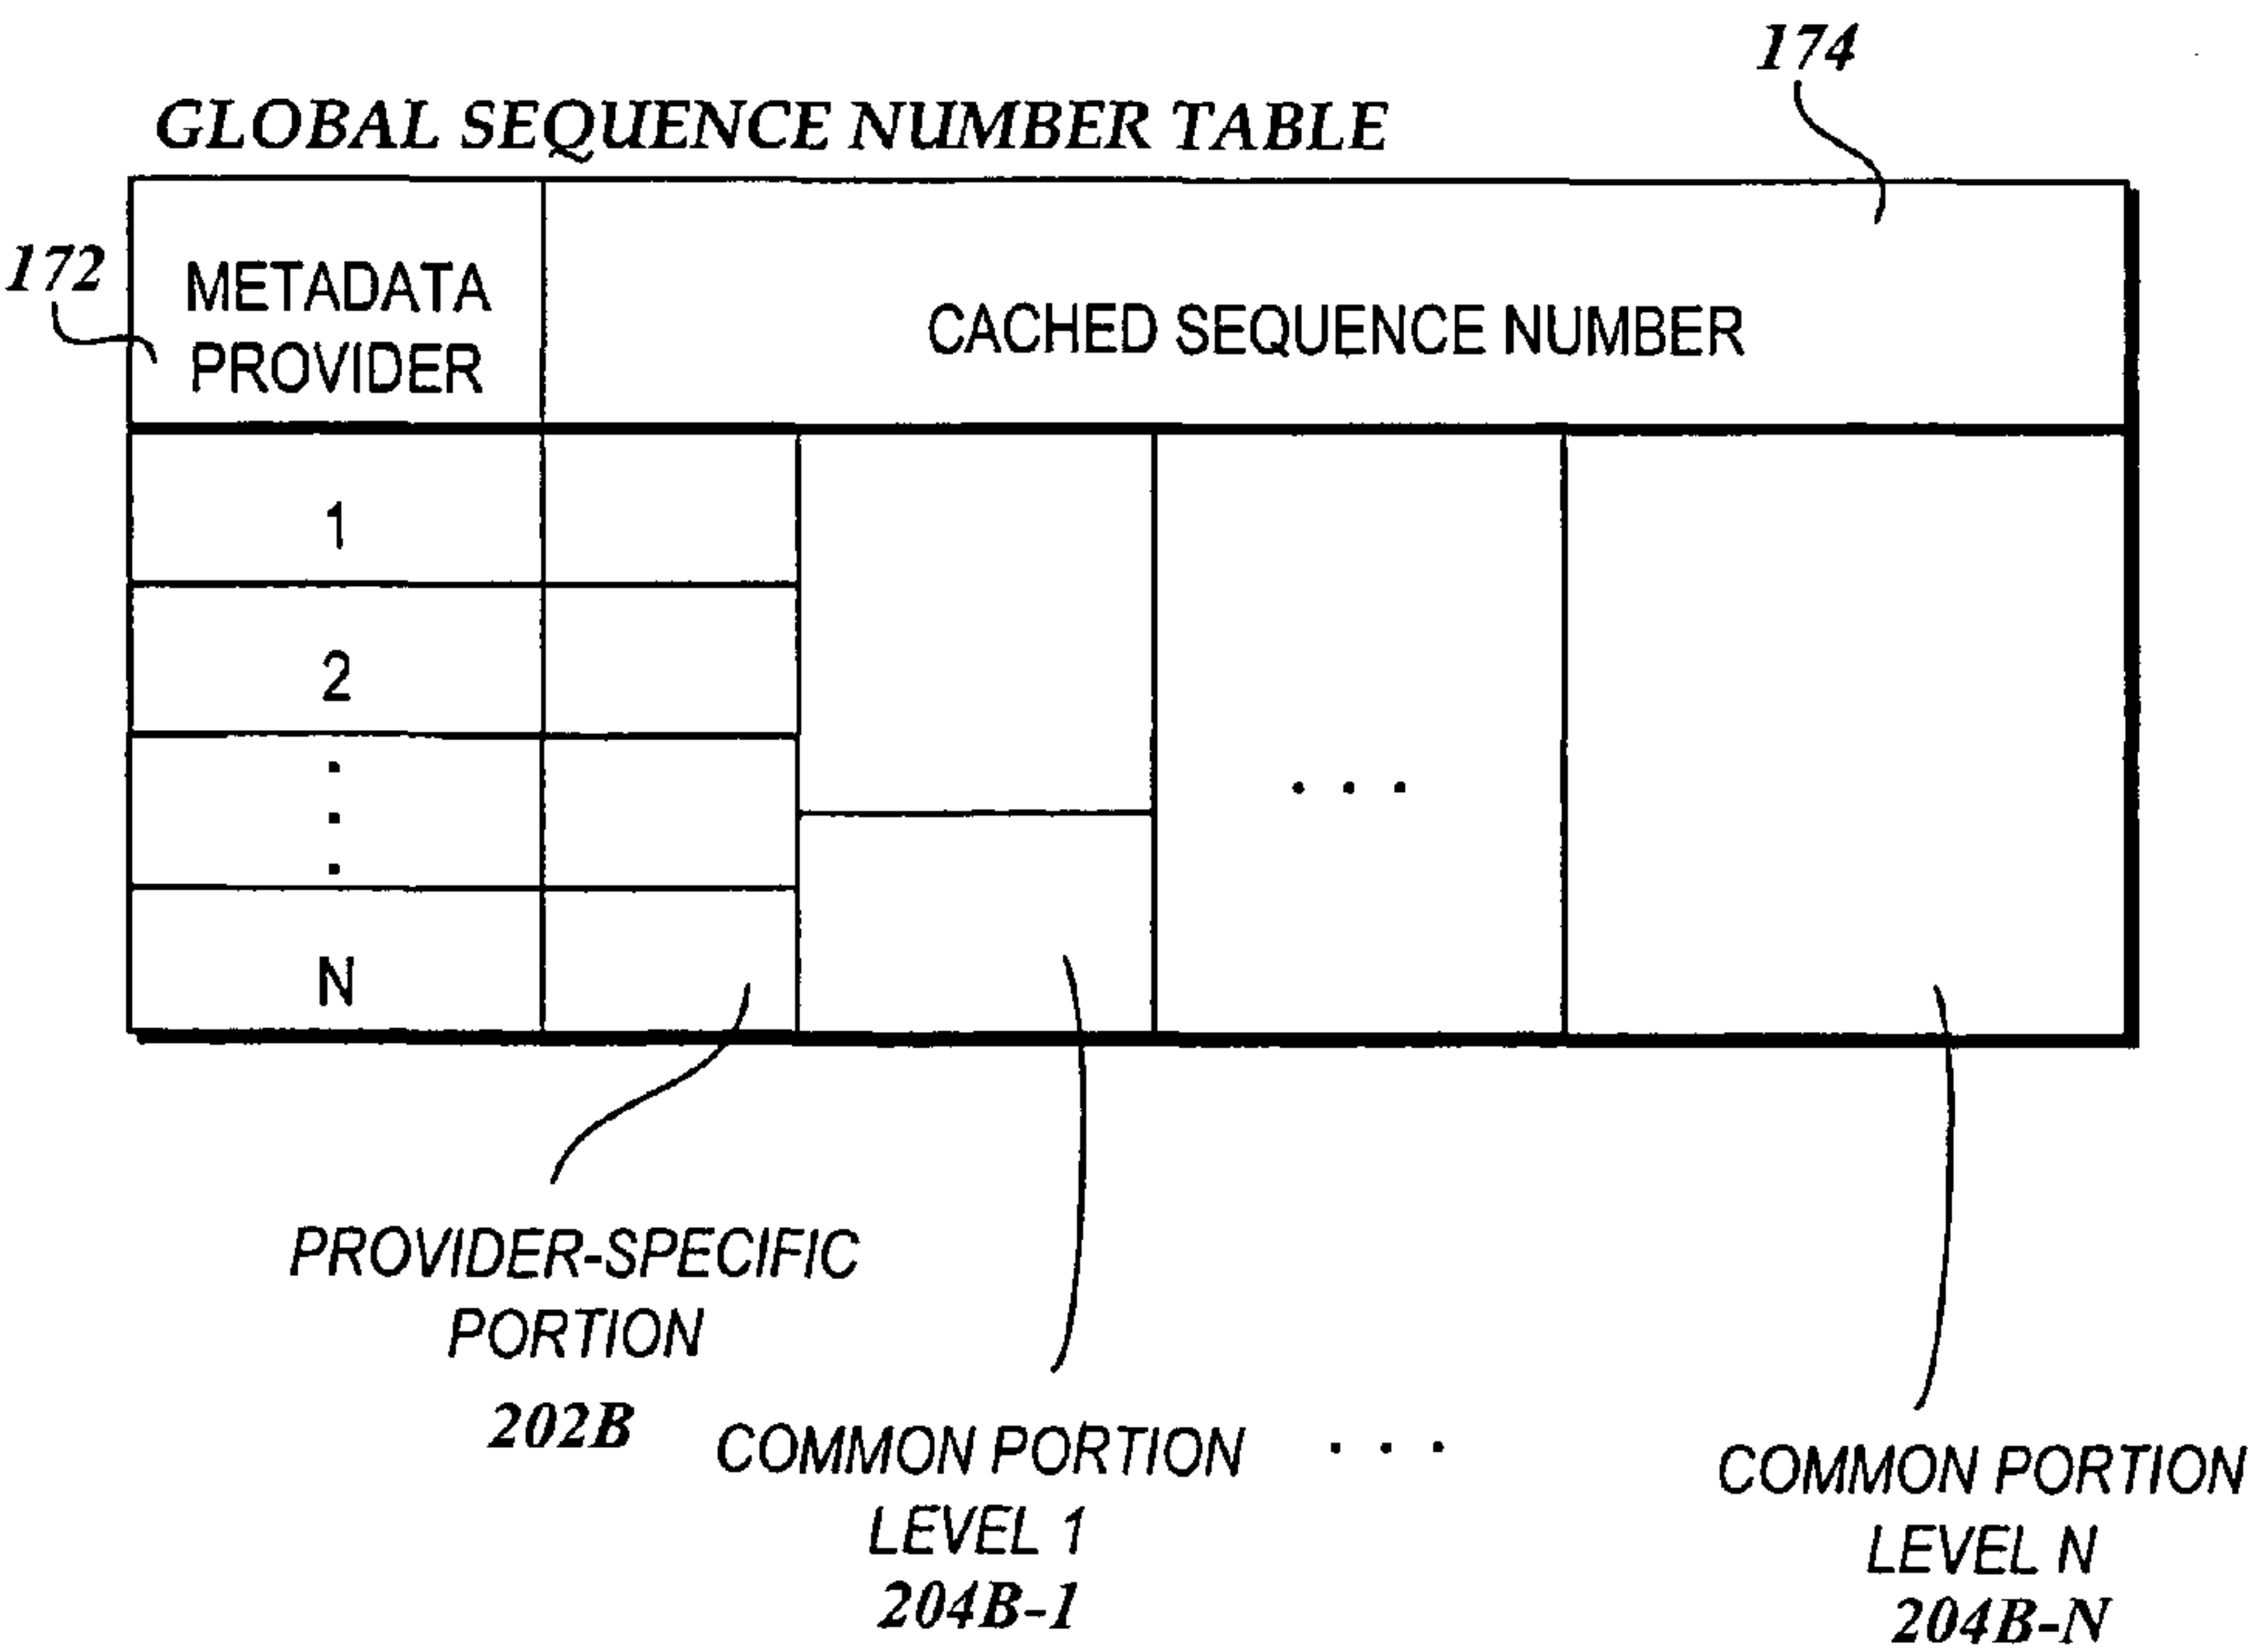 174
GLOBAL SEQUENCE NUMBER TABLE
172
METADATA
PROVIDER
CACHED SEQUENCE NUMBER
1
2
.
.
.
. . .
N
PROVIDER-SPECIFIC
PORTION
202B
COMMON PORTION
LEVEL 1
204B-1
. . .
COMMON PORTION
LEVEL N
204B-N